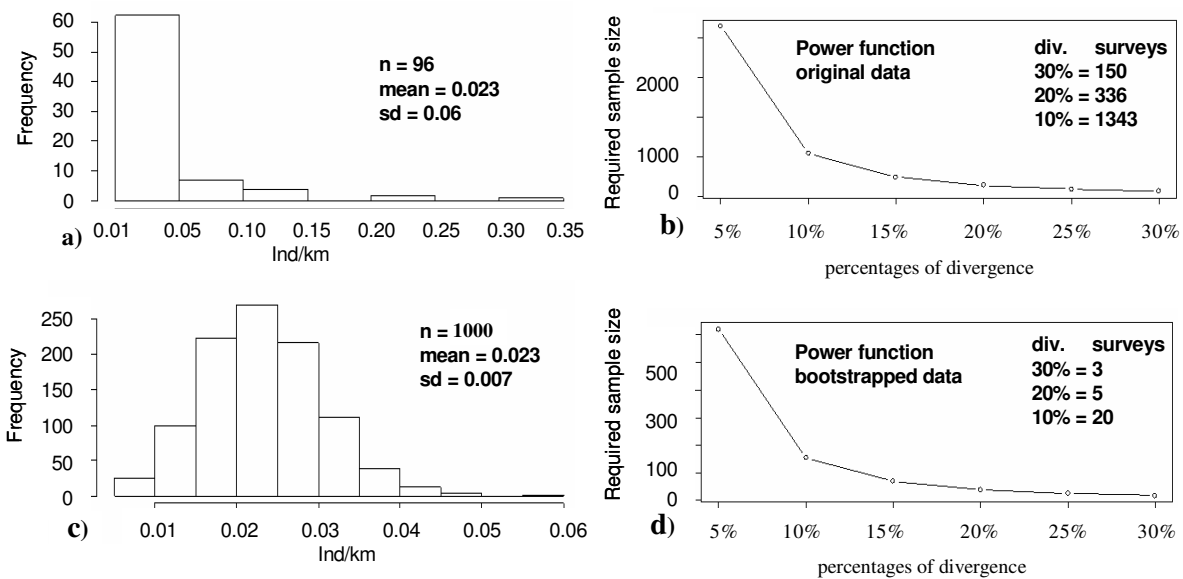 60
50
40
30
20
10
0
Frequency
n = 96
mean = 0.023
sd = 0.06
0.01 0.05 0.10 0.15 0.20 0.25 0.30 0.35
Ind/km
a)
2000
1000
0
Required sample size
Power function
original data
div. surveys
30% = 150
20% = 336
10% = 1343
5% 10% 15% 20% 25% 30%
percentages of divergence
b)
250
200
150
100
50
0
Frequency
n = 1000
mean = 0.023
sd = 0.007
0.01 0.02 0.03 0.04 0.05 0.06
Ind/km
c)
500
300
100
0
Required sample size
Power function
bootstrapped data
div. surveys
30% = 3
20% = 5
10% = 20
5% 10% 15% 20% 25% 30%
percentages of divergence
d)